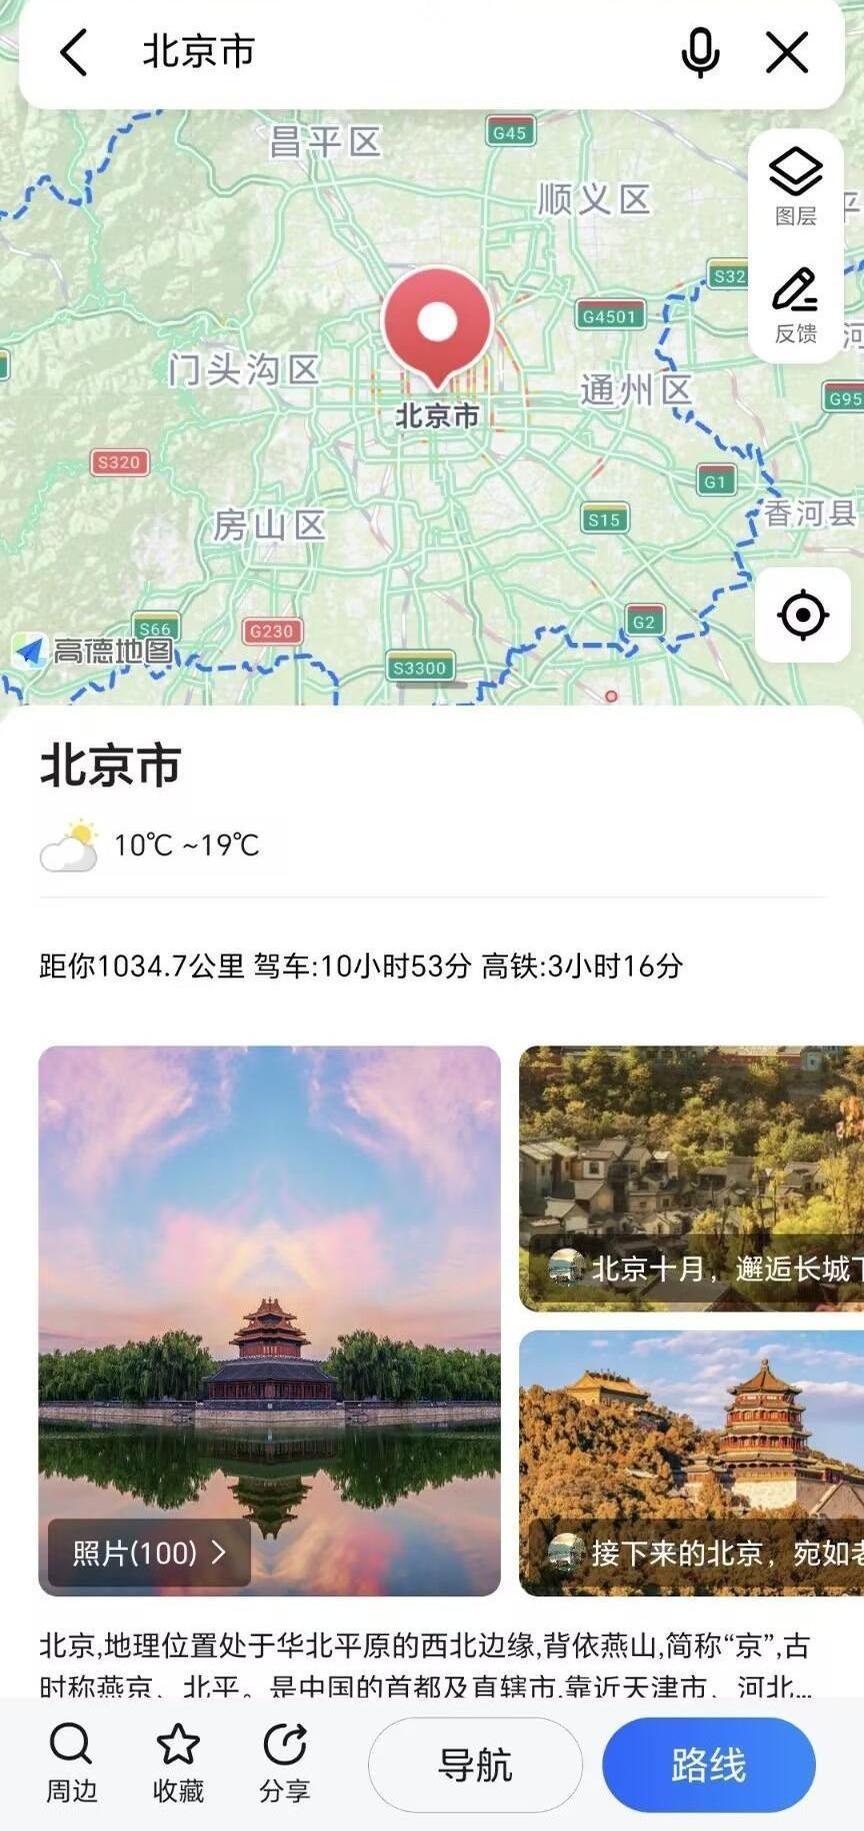 北京市
昌平区
G45
顺义区
图层
S32
G4501
反馈
门头沟区
通州区
G95
北京市
S320
G1
香河县
S15
房山区
S66
G230
G2
高德地图
S3300
北京市
10℃ ~19℃
距你1034.7公里 驾车:10小时53分 高铁:3小时16分
北京十月，邂逅长城下
照片(100) >
接下来的北京，宛如老
北京,地理位置处于华北平原的西北边缘,背依燕山,简称“京”,古
时称燕京、北平。是中国的首都及直辖市,靠近天津市、河北...
周边
收藏
分享
导航
路线